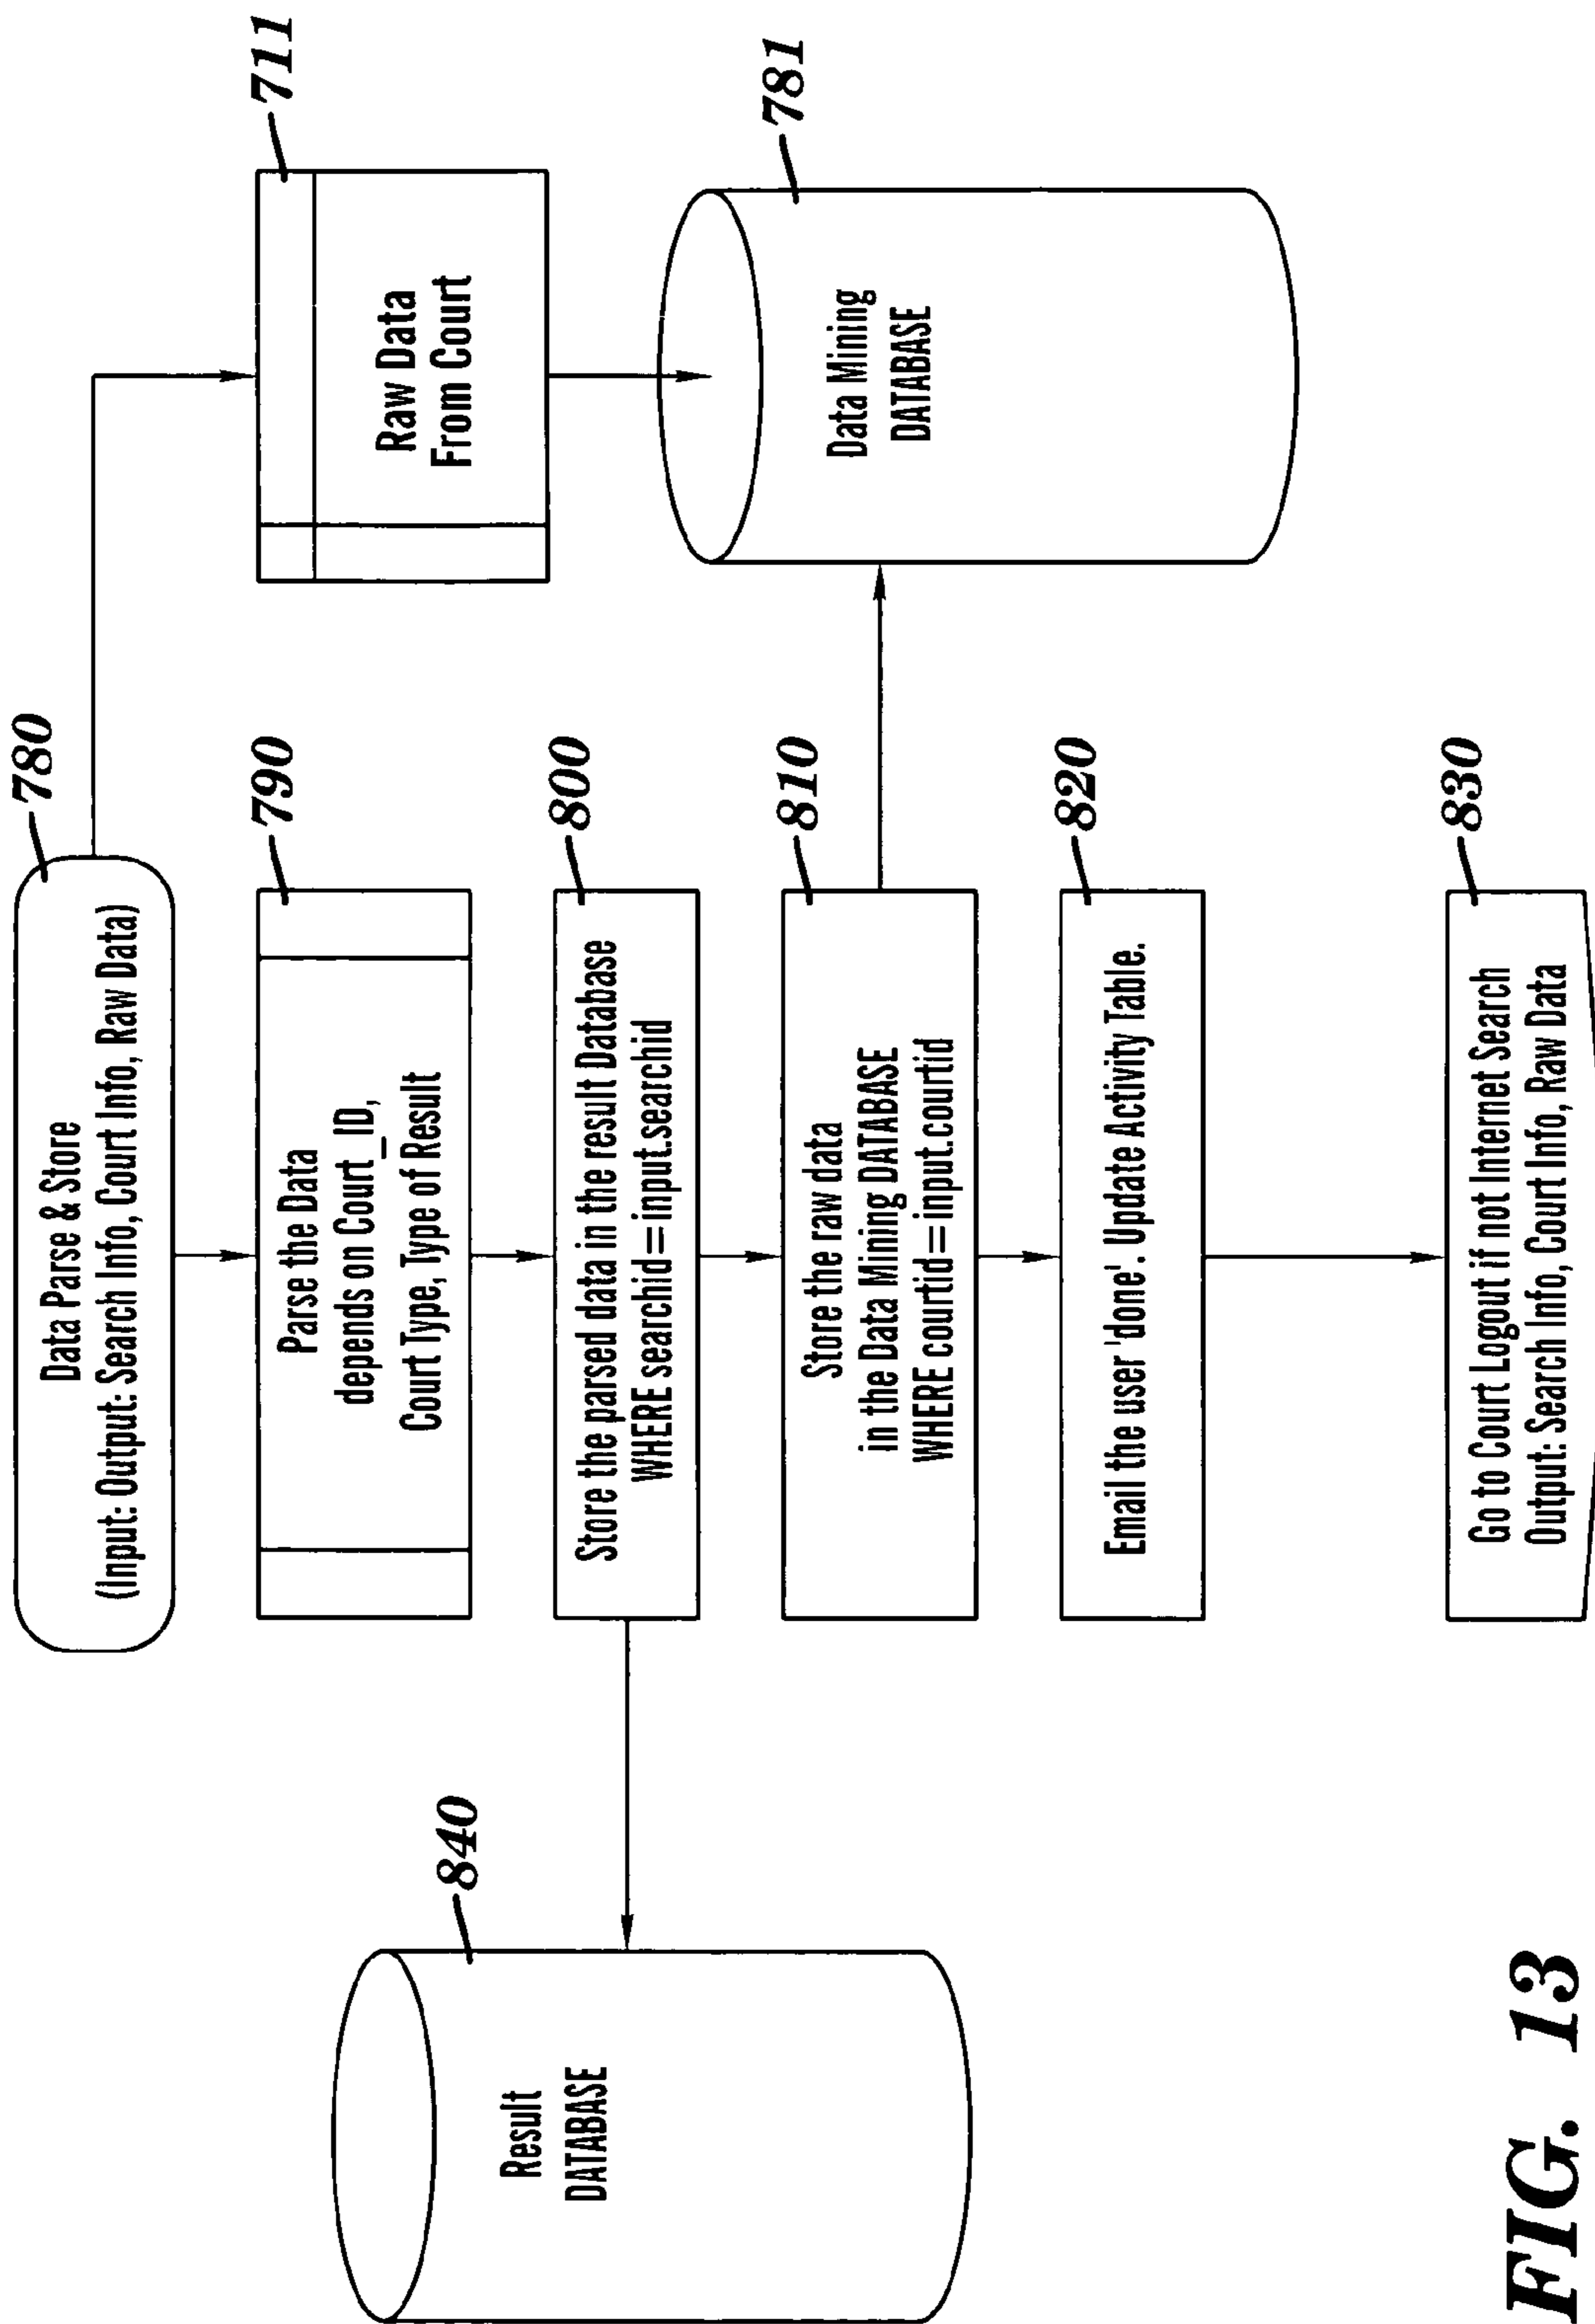 780
Data Parse & Store
(Input: Output: Search Info, Court Info, Raw Data)
711
Raw Data
From Court
790
Parse the Data
depends on Court_ID,
Court Type, Type of Result
781
Data Mining
DATABASE
800
Store the parsed data in the result Database
WHERE searchid=input.searchid
840
Result
DATABASE
810
Store the raw data
in the Data Mining DATABASE
WHERE courtid=input.courtid
820
Email the user 'done'. Update Activity Table.
830
Go to Court Logout if not Internet Search
Output: Search Info, Court Info, Raw Data
FIG. 13